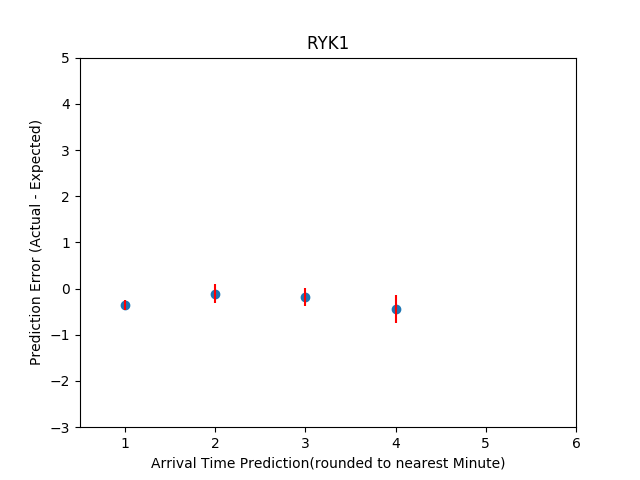 RYK1
5
4
3
2
1
0
−1
−2
−3
Prediction Error (Actual - Expected)
1 2 3 4 5 6
Arrival Time Prediction(rounded to nearest Minute)